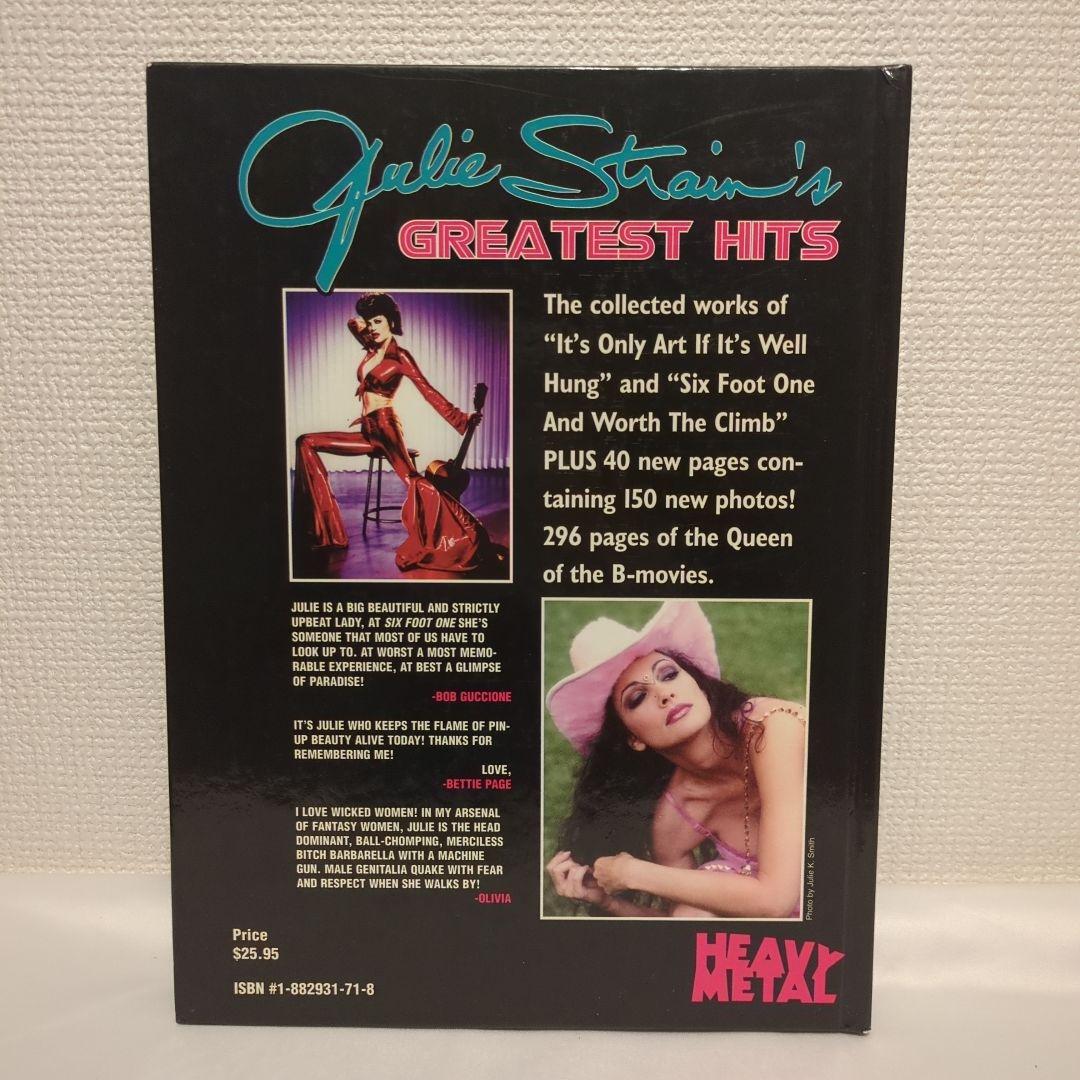 Julie Strain's
GREATEST HITS
The collected works of
“It's Only Art If It's Well
Hung” and “Six Foot One
And Worth The Climb”
PLUS 40 new pages con-
taining 150 new photos!
296 pages of the Queen
of the B-movies.
JULIE IS A BIG BEAUTIFUL AND STRICTLY
UPBEAT LADY, AT SIX FOOT ONE SHE'S
SOMEONE THAT MOST OF US HAVE TO
LOOK UP TO. AT WORST A MOST MEMO-
RABLE EXPERIENCE, AT BEST A GLIMPSE
OF PARADISE!
-BOB GUCCIONE
IT'S JULIE WHO KEEPS THE FLAME OF PIN-
UP BEAUTY ALIVE TODAY! THANKS FOR
REMEMBERING ME!
LOVE,
-BETTIE PAGE
I LOVE WICKED WOMEN! IN MY ARSENAL
OF FANTASY WOMEN, JULIE IS THE HEAD
DOMINANT, BALL-CHOMPING, MERCILESS
BITCH BARBARELLA WITH A MACHINE
GUN. MALE GENITALIA QUAKE WITH FEAR
AND RESPECT WHEN SHE WALKS BY!
-OLIVIA
Photo by Julie K. Smith
Price
$25.95
ISBN #1-882931-71-8
HEAVY
METAL